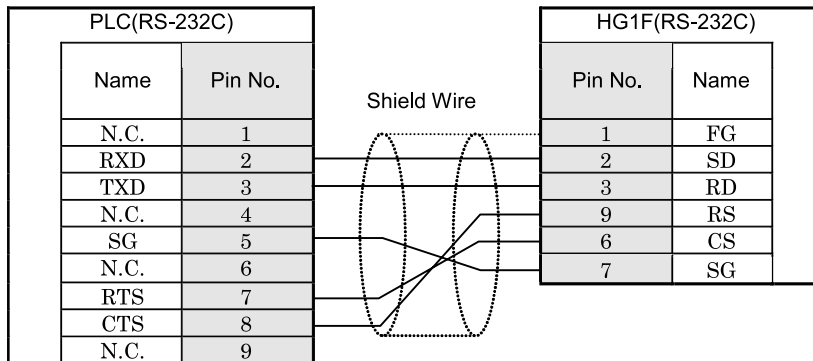 PLC(RS-232C)
HG1F(RS-232C)
Name Pin No.
Shield Wire
Pin No. Name
N.C. 1
RXD 2
TXD 3
N.C. 4
SG 5
N.C. 6
RTS 7
CTS 8
N.C. 9
1 FG
2 SD
3 RD
9 RS
6 CS
7 SG